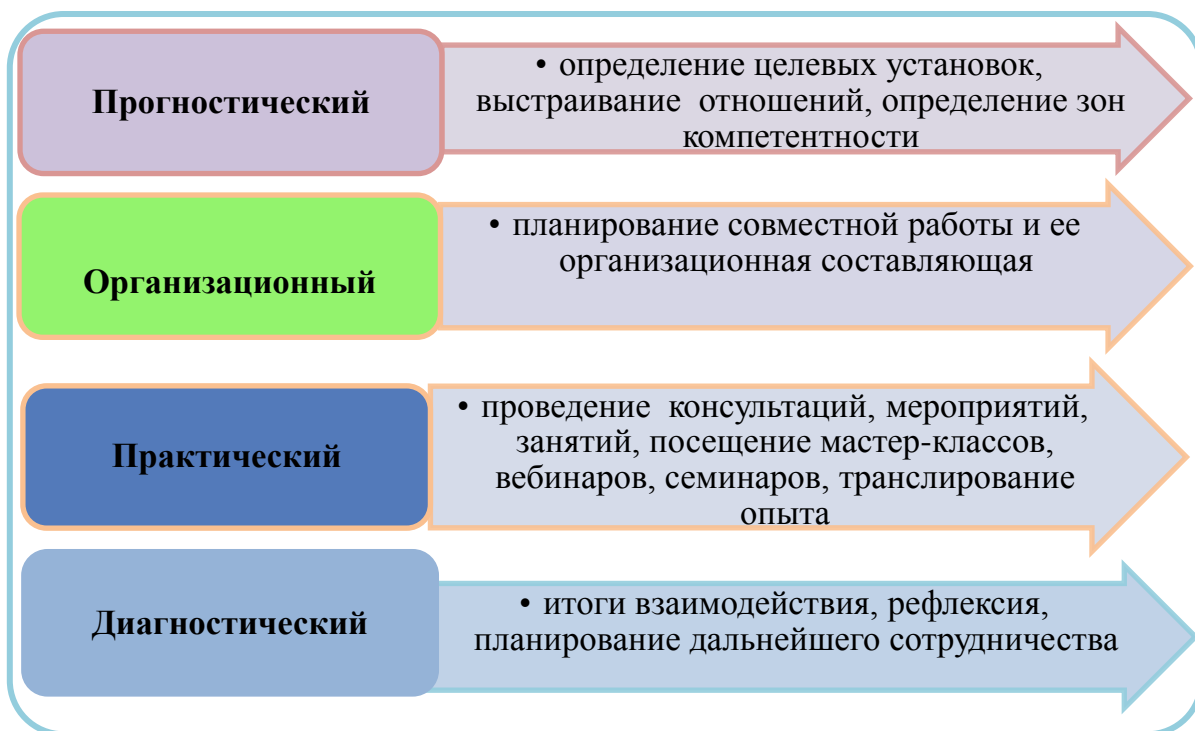 Прогностический
• определение целевых установок,
выстраивание отношений, определение зон
компетентности
Организационный
• планирование совместной работы и ее
организационная составляющая
Практический
• проведение консультаций, мероприятий,
занятий, посещение мастер-классов,
вебинаров, семинаров, транслирование
опыта
Диагностический
• итоги взаимодействия, рефлексия,
планирование дальнейшего сотрудничества